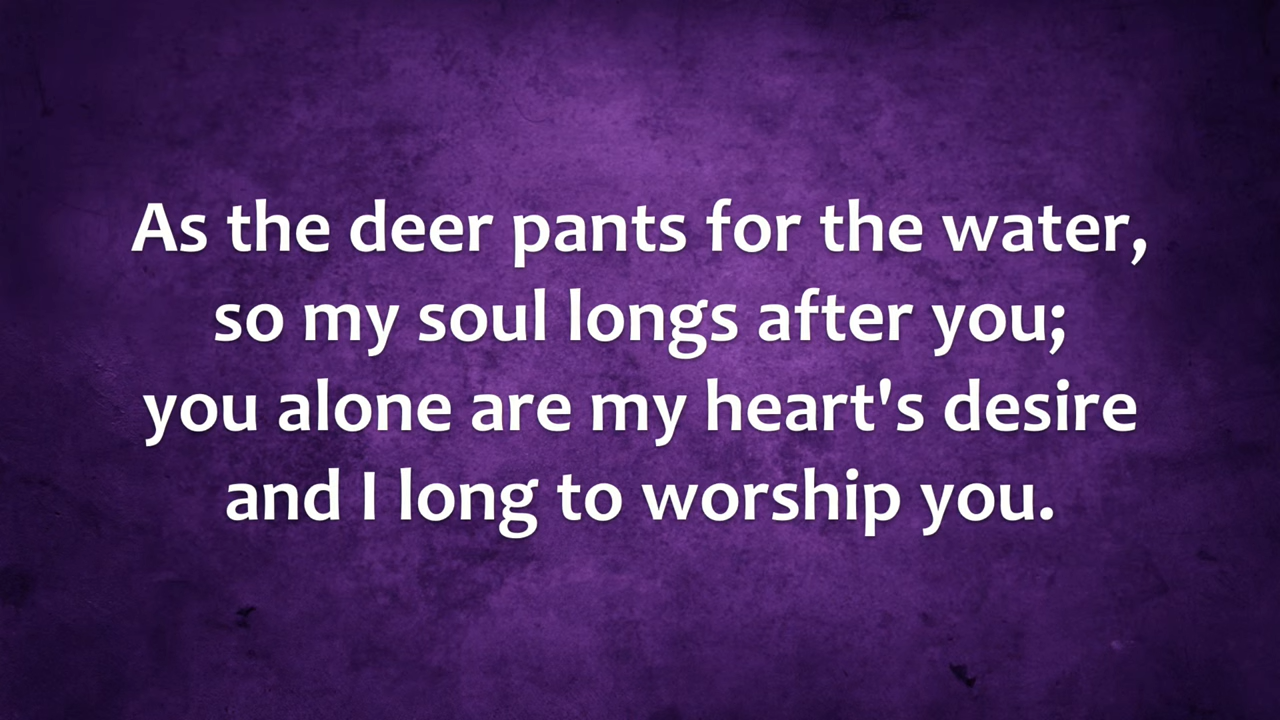 As the deer pants for the water,
so my soul longs after you;
you alone are my heart's desire
and I long to worship you.